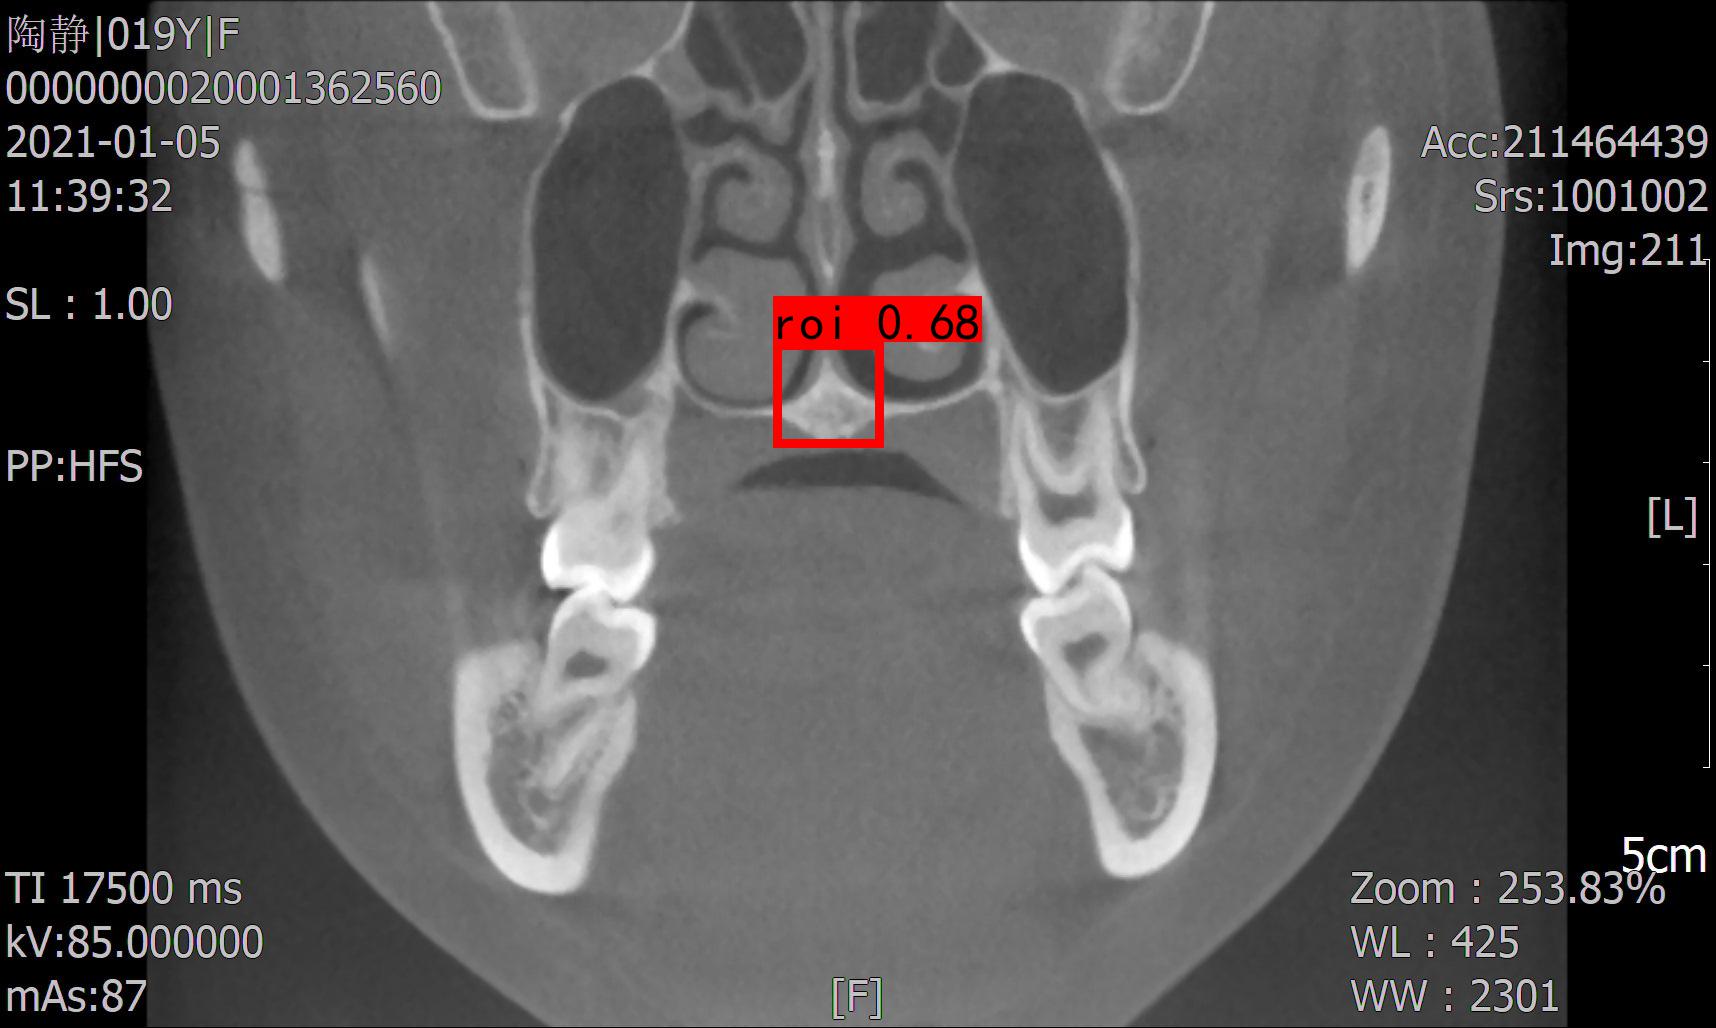 陶静|019Y|F
0000000020001362560
2021-01-05
11:39:32
SL : 1.00
PP:HFS
Acc:211464439
Srs:1001002
Img:211
roi 0.68
[L]
5cm
TI 17500 ms
kV:85.000000
mAs:87
[F]
Zoom : 253.83%
WL : 425
WW : 2301